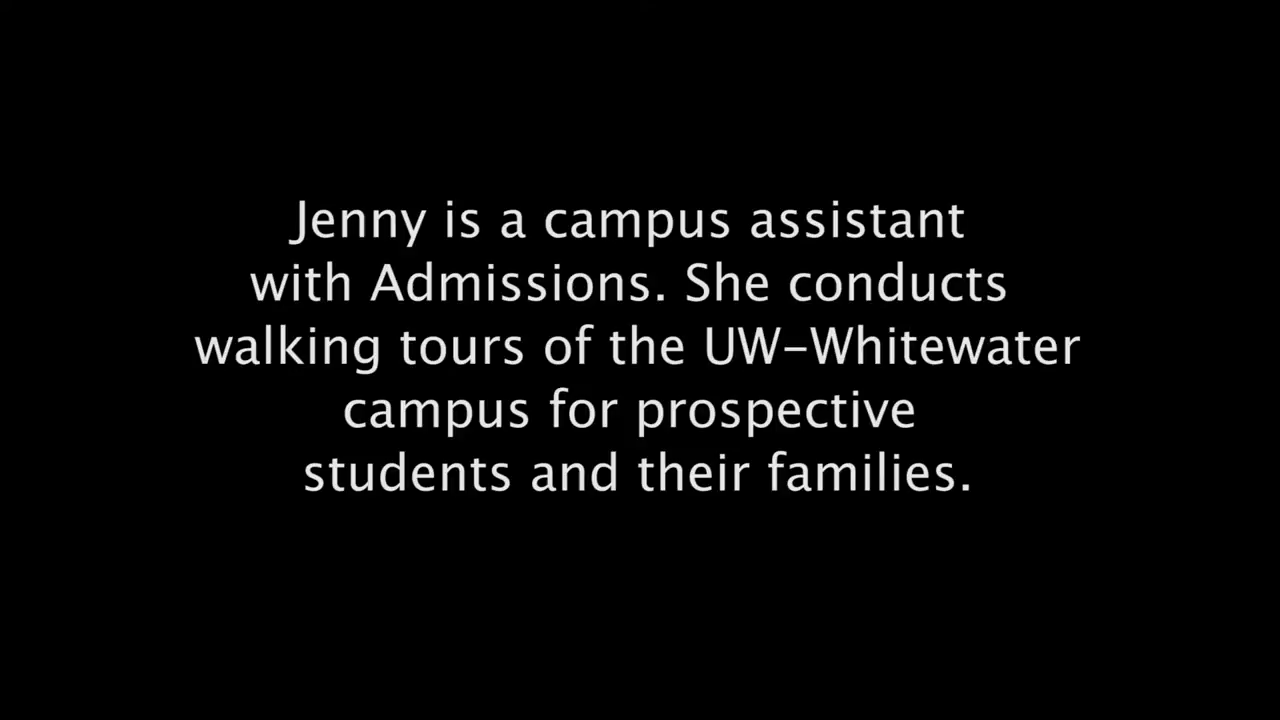 Jenny is a campus assistant
with Admissions. She conducts
walking tours of the UW-Whitewater
campus for prospective
students and their families.